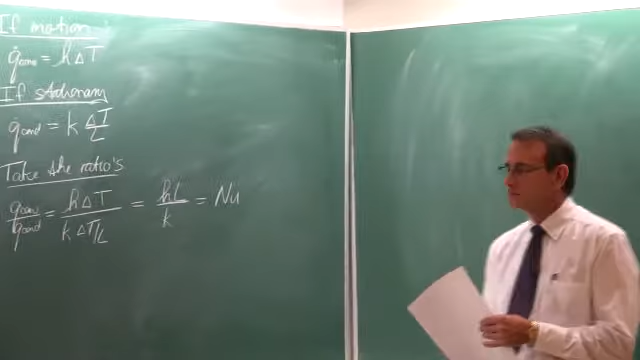 If motion :
q̇conv = h ΔT
If stationary
q̇cond = k ΔT/L
Take the ratio's
q̇conv/q̇cond = h ΔT / k ΔT/L = hL/k = Nu